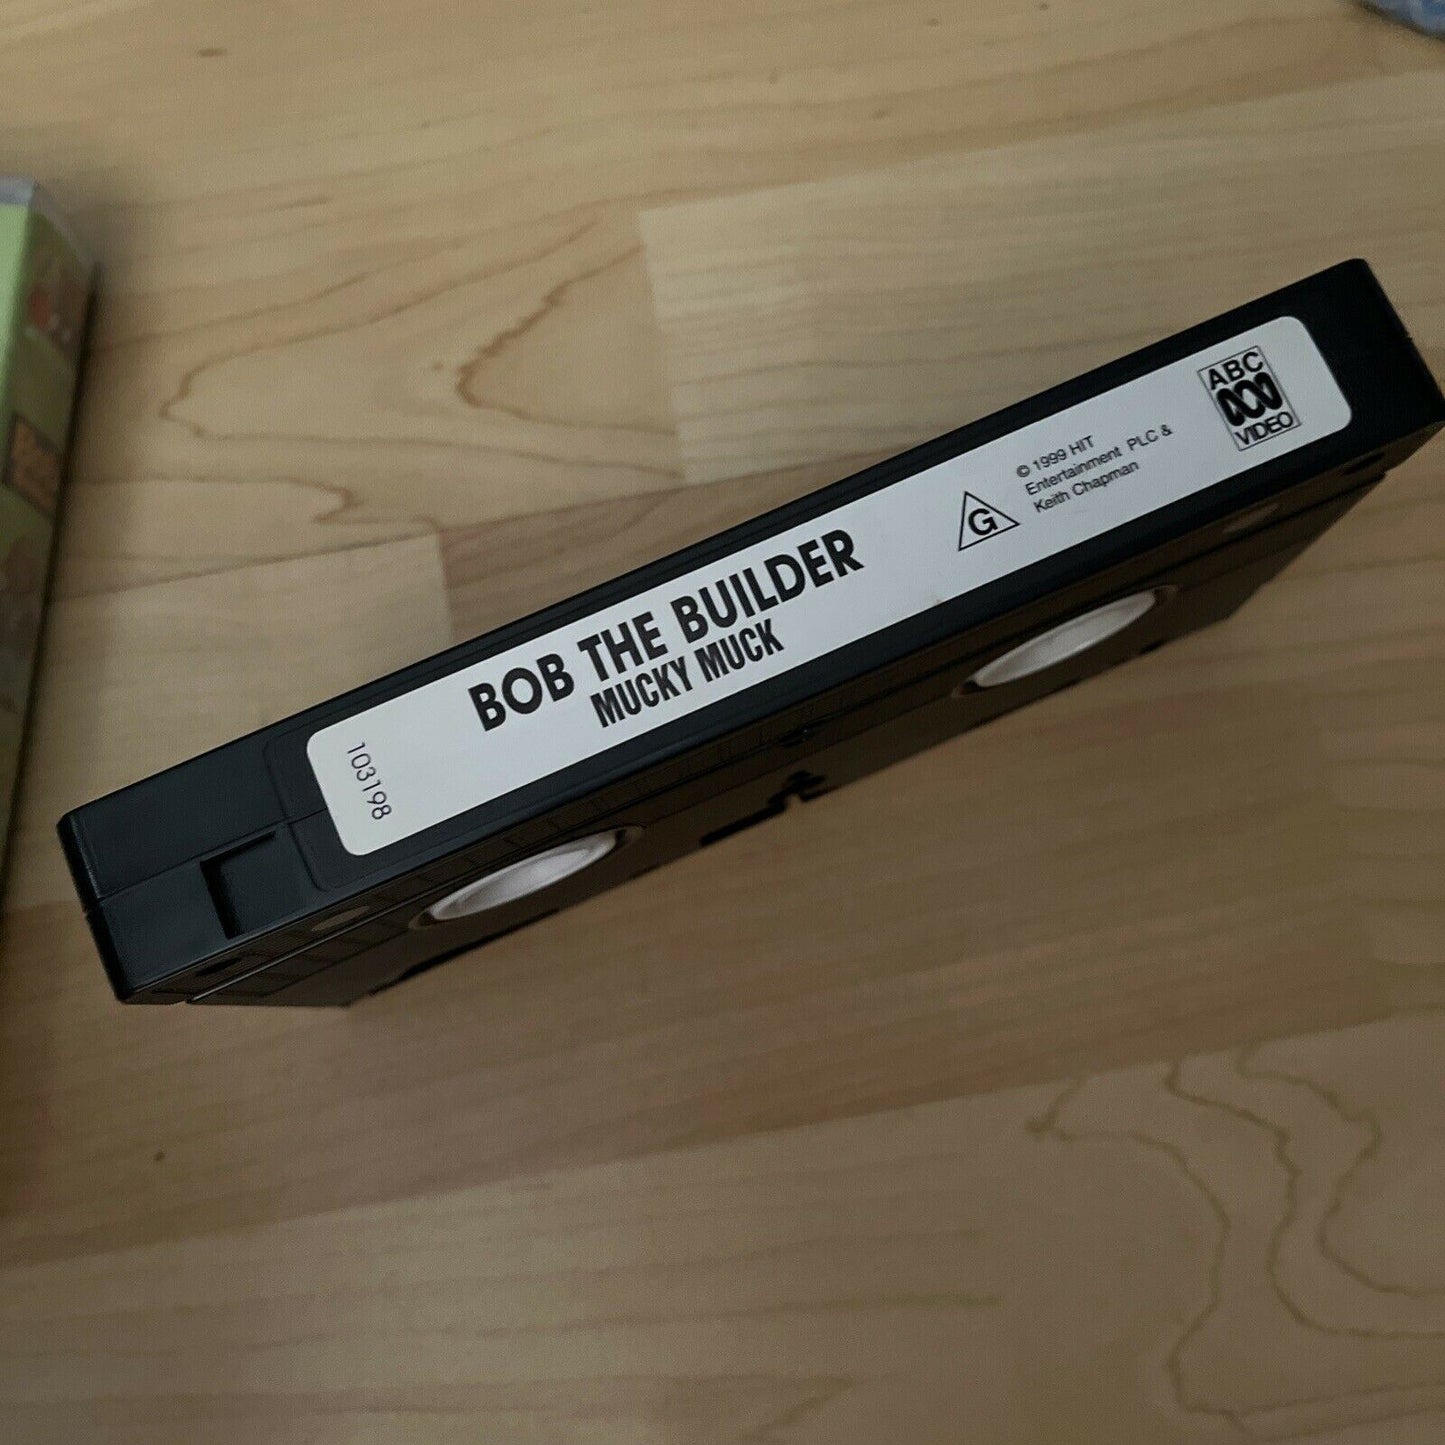 103198
BOB THE BUILDER
MUCKY MUCK
G
© 1999 HIT
Entertainment PLC &
Keith Chapman
ABC
VIDEO